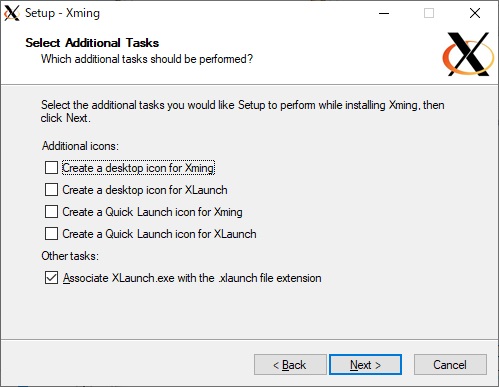 Setup - Xming
Select Additional Tasks
Which additional tasks should be performed?
Select the additional tasks you would like Setup to perform while installing Xming, then
click Next.
Additional icons:
Create a desktop icon for Xming
Create a desktop icon for XLaunch
Create a Quick Launch icon for Xming
Create a Quick Launch icon for XLaunch
Other tasks:
Associate XLaunch.exe with the .xlaunch file extension
< Back
Next >
Cancel